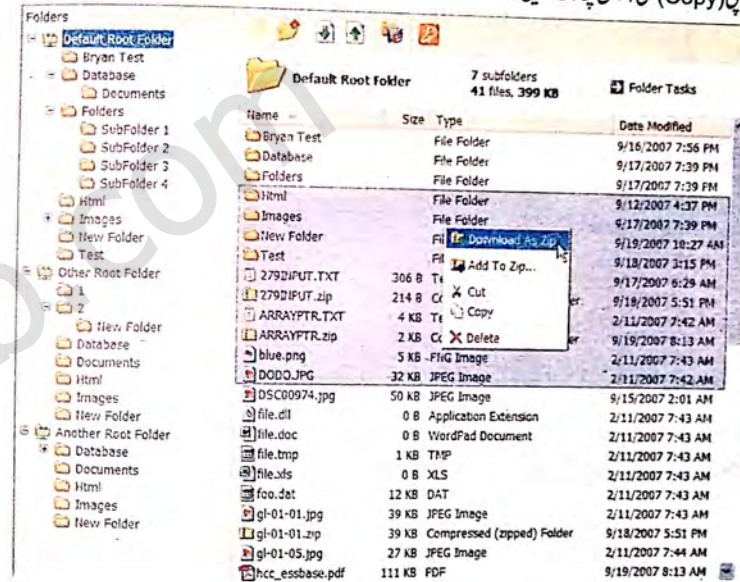 (Copy)
Folders
Default Root Folder
Bryan Test
Database
Documents
Folders
SubFolder 1
SubFolder 2
SubFolder 3
SubFolder 4
Html
Images
New Folder
Test
Other Root Folder
1
2
New Folder
Database
Documents
Html
Images
New Folder
Another Root Folder
Database
Documents
Html
Images
New Folder
Default Root Folder
7 subfolders
41 files, 399 KB
Folder Tasks
Name Size Type Date Modified
Bryan Test File Folder 9/16/2007 7:56 PM
Database File Folder 9/17/2007 7:39 PM
Folders File Folder 9/17/2007 7:39 PM
Html File Folder 9/12/2007 4:37 PM
Images File Folder 9/17/2007 7:39 PM
New Folder 9/19/2007 10:27 AM
Test 9/18/2007 3:15 PM
279INPUT.TXT 306 B 9/17/2007 6:29 AM
279INPUT.zip 214 B 9/18/2007 5:51 PM
ARRAYPTR.TXT 4 KB 2/11/2007 7:42 AM
ARRAYPTR.zip 2 KB 9/19/2007 8:13 AM
blue.png 5 KB PNG Image 2/11/2007 7:43 AM
DODO.JPG 32 KB JPEG Image 2/11/2007 7:42 AM
DSC00974.jpg 50 KB JPEG Image 9/15/2007 2:01 AM
file.dll 0 B Application Extension 2/11/2007 7:43 AM
file.doc 0 B WordPad Document 2/11/2007 7:43 AM
file.tmp 1 KB TMP 2/11/2007 7:43 AM
file.xls 0 B XLS 2/11/2007 7:43 AM
foo.dat 12 KB DAT 2/11/2007 7:43 AM
gl-01-01.jpg 39 KB JPEG Image 2/11/2007 7:43 AM
gl-01-01.zip 39 KB Compressed (zipped) Folder 9/18/2007 5:51 PM
gl-01-05.jpg 27 KB JPEG Image 2/11/2007 7:44 AM
hcc_essbase.pdf 111 KB PDF 9/19/2007 8:13 AM
Download As Zip
Add To Zip...
Cut
Copy
Delete